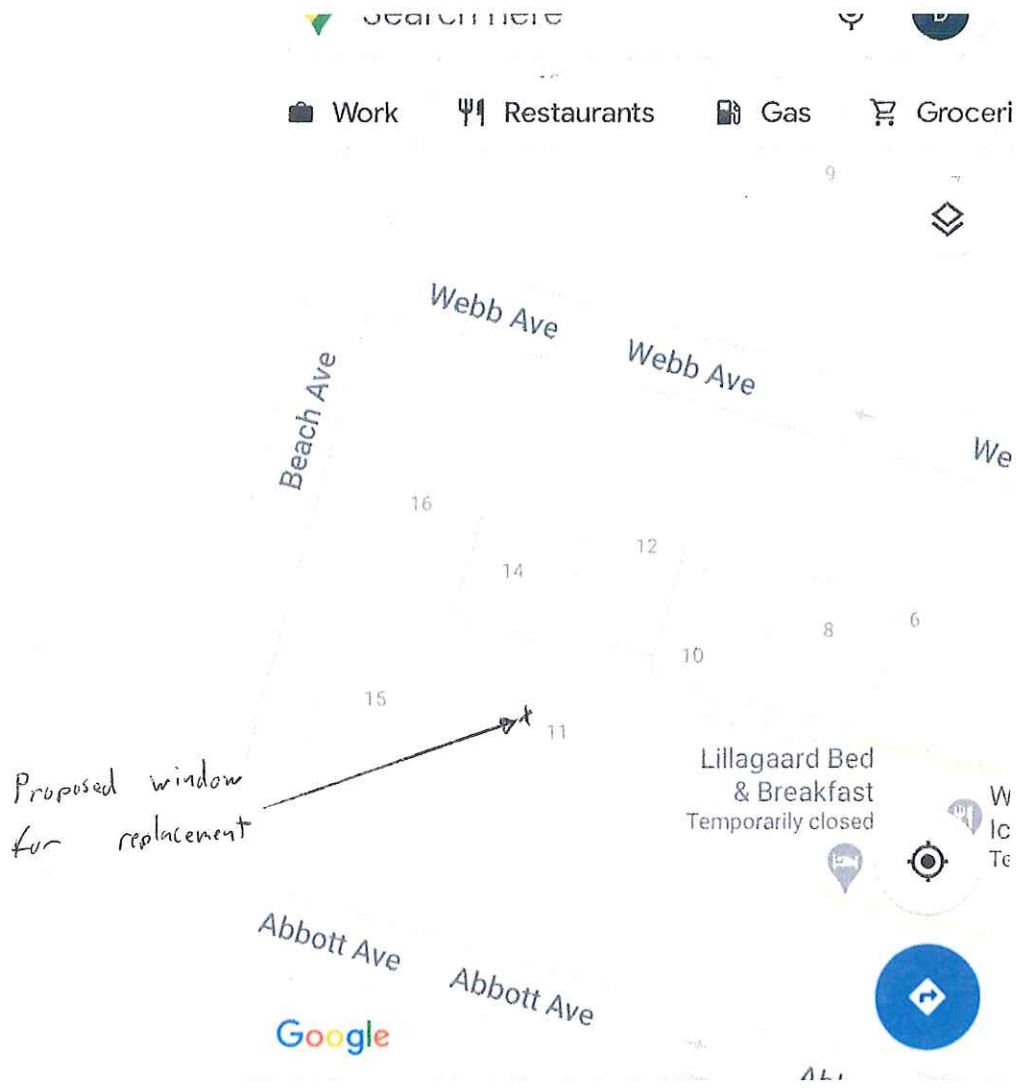 Search here
D
Work Restaurants Gas Groceri
9
Webb Ave
Webb Ave
Beach Ave
We
16
12
14
6
8
10
15
11
Proposed window
for replacement
Lillagaard Bed
& Breakfast
Temporarily closed
W
Ic
Te
Abbott Ave
Abbott Ave
Google